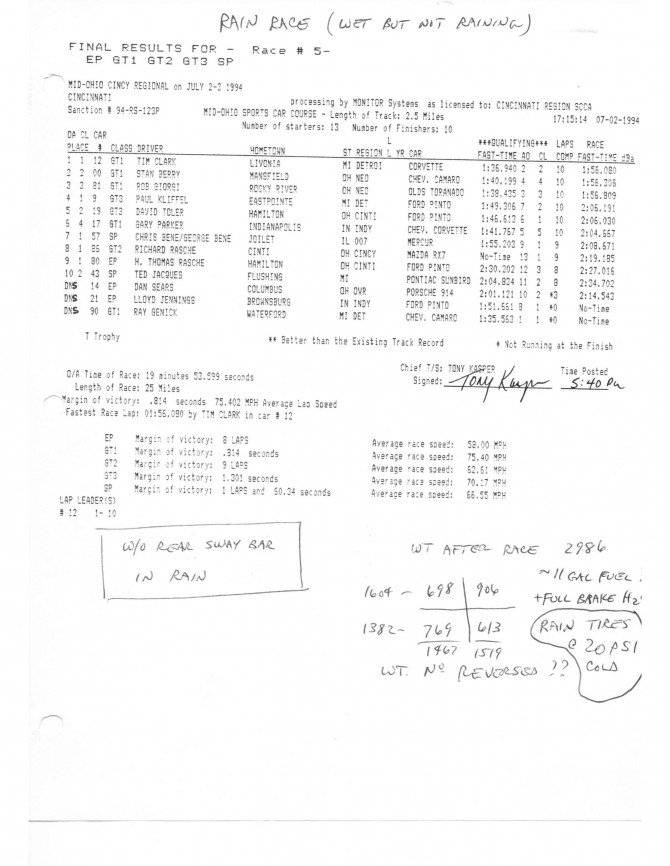 RAIN RACE (WET BUT NOT RAINING)
FINAL RESULTS FOR - Race # 5-
EP GT1 GT2 GT3 SP
MID-OHIO CINCY REGIONAL on JULY 2-3 1994
CINCINNATI processing by MONITOR Systems as licensed to: CINCINNATI REGION SCCA
Sanction # 94-RS-123P MID-OHIO SPORTS CAR COURSE - Length of Track: 2.5 Miles 17:15:14 07-02-1994
Number of starters: 13 Number of Finishers: 10
OA CL CAR L ***QUALIFYING*** LAPS RACE
PLACE # CLASS DRIVER HOMETOWN ST REGION L YR CAR FAST-TIME AO CL COMP FAST-TIME dBa
1 1 12 GT1 TIM CLARK LIVONIA MI DETROI CORVETTE 1:36.940 2 2 10 1:56.080
2 2 00 GT1 STAN BERRY MANSFIELD OH NEO CHEV. CAMARO 1:40.199 4 4 10 1:56.306
3 3 81 GT1 ROB GIORGI ROCKY RIVER OH NEO OLDS TORANADO 1:38.435 3 3 10 1:56.809
4 1 9 GT3 PAUL KLIFFEL EASTPOINTE MI DET FORD PINTO 1:49.306 7 2 10 2:06.191
5 2 19 GT3 DAVID TOLER HAMILTON OH CINTI FORD PINTO 1:46.613 6 1 10 2:06.030
6 4 17 GT1 GARY PARKER INDIANAPOLIS IN INDY CHEV. CORVETTE 1:41.767 5 5 10 2:04.667
7 1 57 SP CHRIS BENE/GEORGE BENE JOILET IL 007 MERCUR 1:55.203 9 1 9 2:08.671
8 1 86 GT2 RICHARD RASCHE CINTI OH CINCY MAZDA RX7 No-Time 13 1 9 2:19.185
9 1 80 EP H. THOMAS RASCHE HAMILTON OH CINTI FORD PINTO 2:30.202 12 3 8 2:27.016
10 2 43 SP TED JACQUES FLUSHING MI PONTIAC SUNBIRD 2:04.834 11 2 8 2:24.702
DNS 14 EP DAN SEARS COLUMBUS OH OVR PORSCHE 914 2:01.121 10 2 *3 2:14.543
DNS 21 EP LLOYD JENNINGS BROWNSBURG IN INDY FORD PINTO 1:51.661 8 1 *0 No-Time
DNS 90 GT1 RAY GENICK WATERFORD MI DET CHEV. CAMARO 1:35.563 1 1 *0 No-Time
T Trophy ** Better than the Existing Track Record * Not Running at the Finish
O/A Time of Race: 19 minutes 53.599 seconds Chief T/S: TONY KASPER Time Posted
Length of Race: 25 Miles Signed: Tony Kasper 5:40 Pm
Margin of victory: .814 seconds 75.402 MPH Average Lap Speed
Fastest Race Lap: 01:56.080 by TIM CLARK in car # 12
EP Margin of victory: 8 LAPS Average race speed: 58.00 MPH
GT1 Margin of victory: .814 seconds Average race speed: 75.40 MPH
GT2 Margin of victory: 9 LAPS Average race speed: 62.61 MPH
GT3 Margin of victory: 1.301 seconds Average race speed: 70.17 MPH
SP Margin of victory: 1 LAPS and 60.34 seconds Average race speed: 66.55 MPH
LAP LEADER(S)
# 12 1- 10
W/O REAR SWAY BAR
IN RAIN
WT AFTER RACE 2986
~11 GAL FUEL.
+FULL BRAKE H2
1604 - 698 906
1382- 769 613
1467 1519
RAIN TIRES
@ 20 PSI
COLD
WT. Nº REVERSED ??